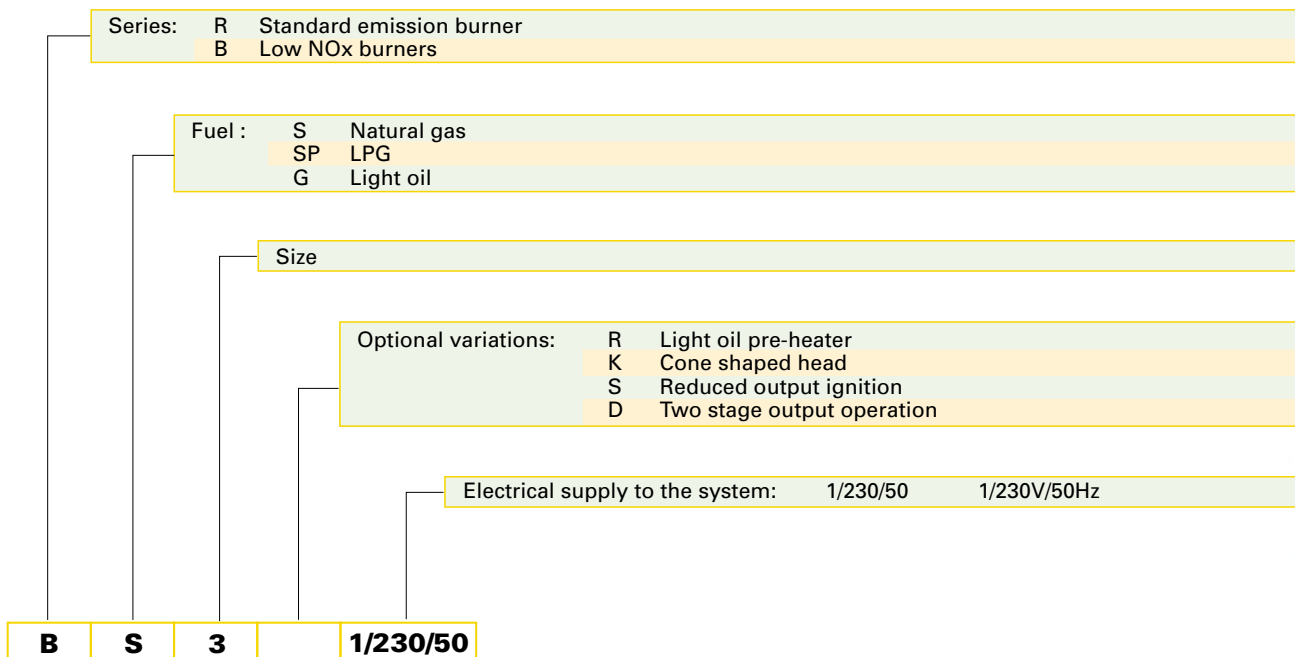 Series: R Standard emission burner
B Low NOx burners
Fuel : S Natural gas
SP LPG
G Light oil
Size
Optional variations: R Light oil pre-heater
K Cone shaped head
S Reduced output ignition
D Two stage output operation
Electrical supply to the system: 1/230/50 1/230V/50Hz
B S 3 1/230/50